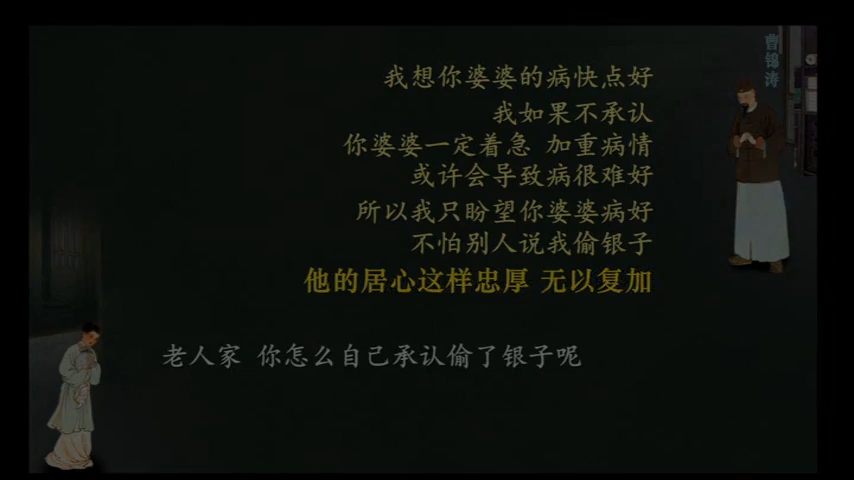 曹锦涛
我想你婆婆的病快点好
我如果不承认
你婆婆一定着急 加重病情
或许会导致病很难好
所以我只盼望你婆婆病好
不怕别人说我偷银子
他的居心这样忠厚 无以复加
老人家 你怎么自己承认偷了银子呢